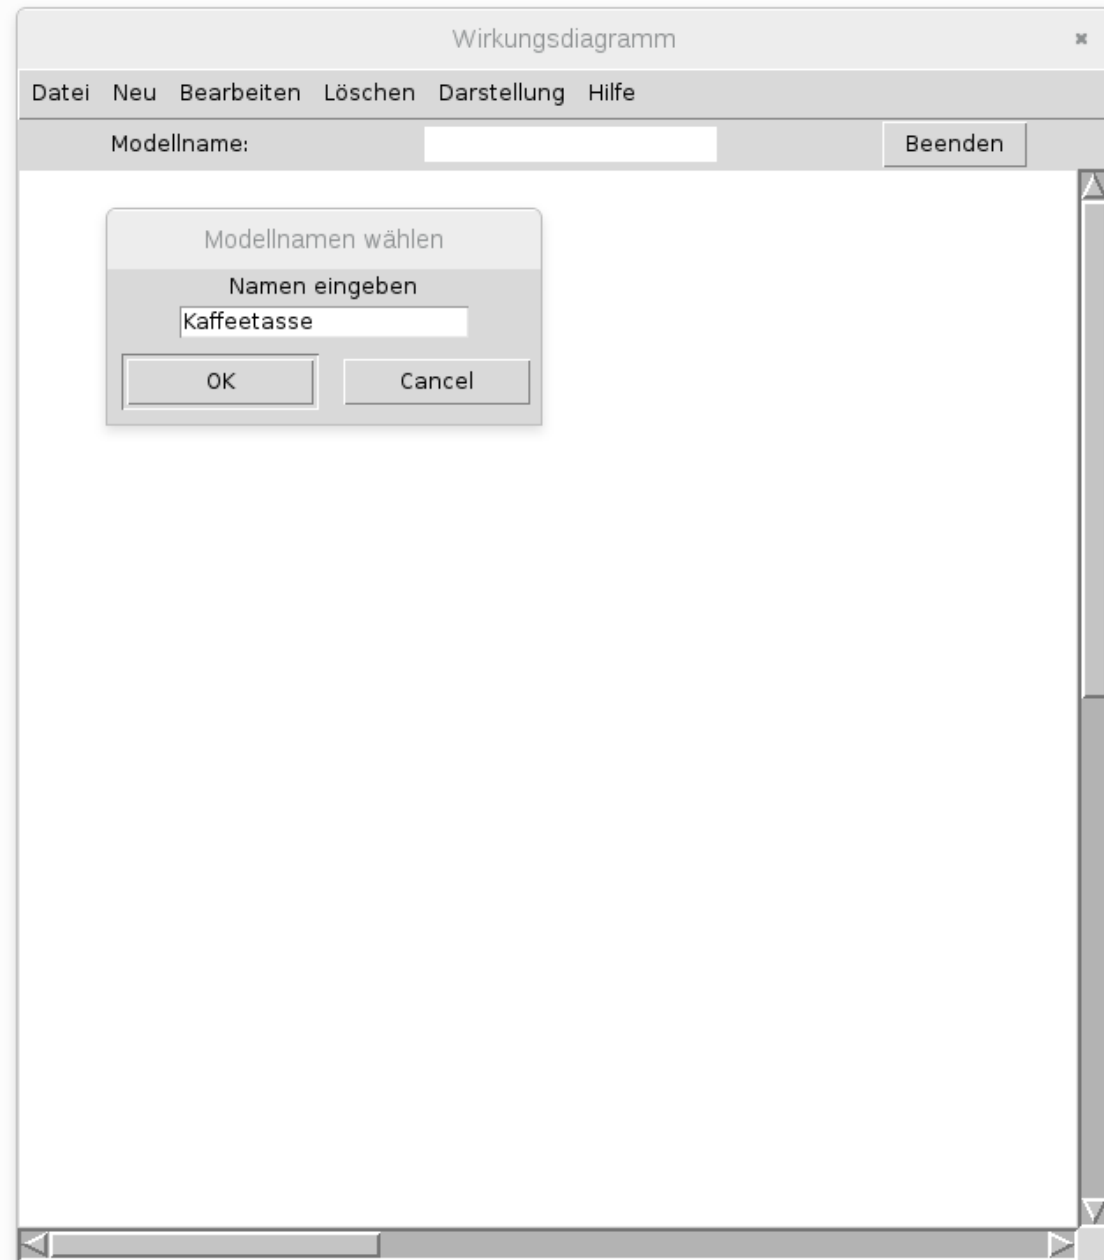 Wirkungsdiagramm
Datei Neu Bearbeiten Löschen Darstellung Hilfe
Modellname: Beenden
Modellnamen wählen
Namen eingeben
Kaffeetasse
OK Cancel